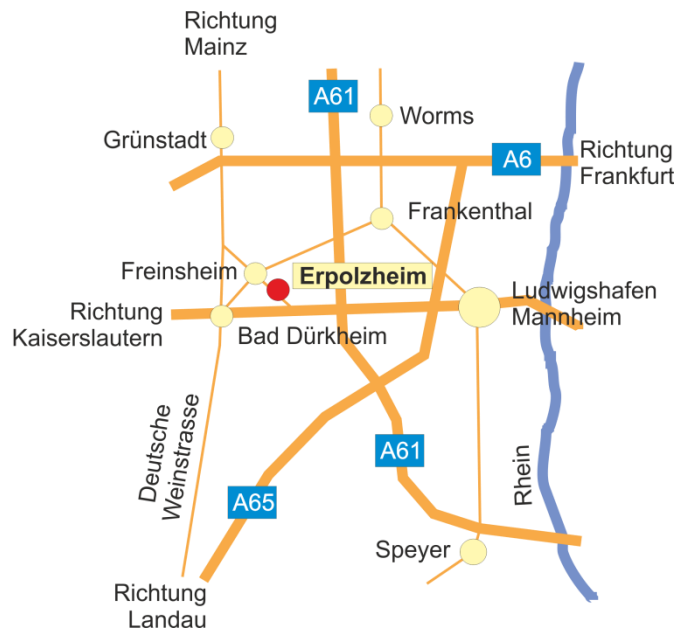 Richtung
Mainz
A61
Worms
Grünstadt
A6
Richtung
Frankfurt
Frankenthal
Freinsheim
Erpolzheim
Ludwigshafen
Mannheim
Richtung
Kaiserslautern
Bad Dürkheim
Deutsche
Weinstrasse
A61
Rhein
A65
Speyer
Richtung
Landau